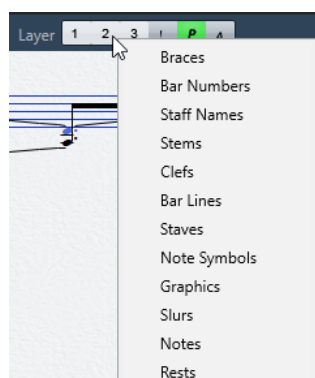 Layer 1 2 3 L P
Braces
Bar Numbers
Staff Names
Stems
Clefs
Bar Lines
Staves
Note Symbols
Graphics
Slurs
Notes
Rests